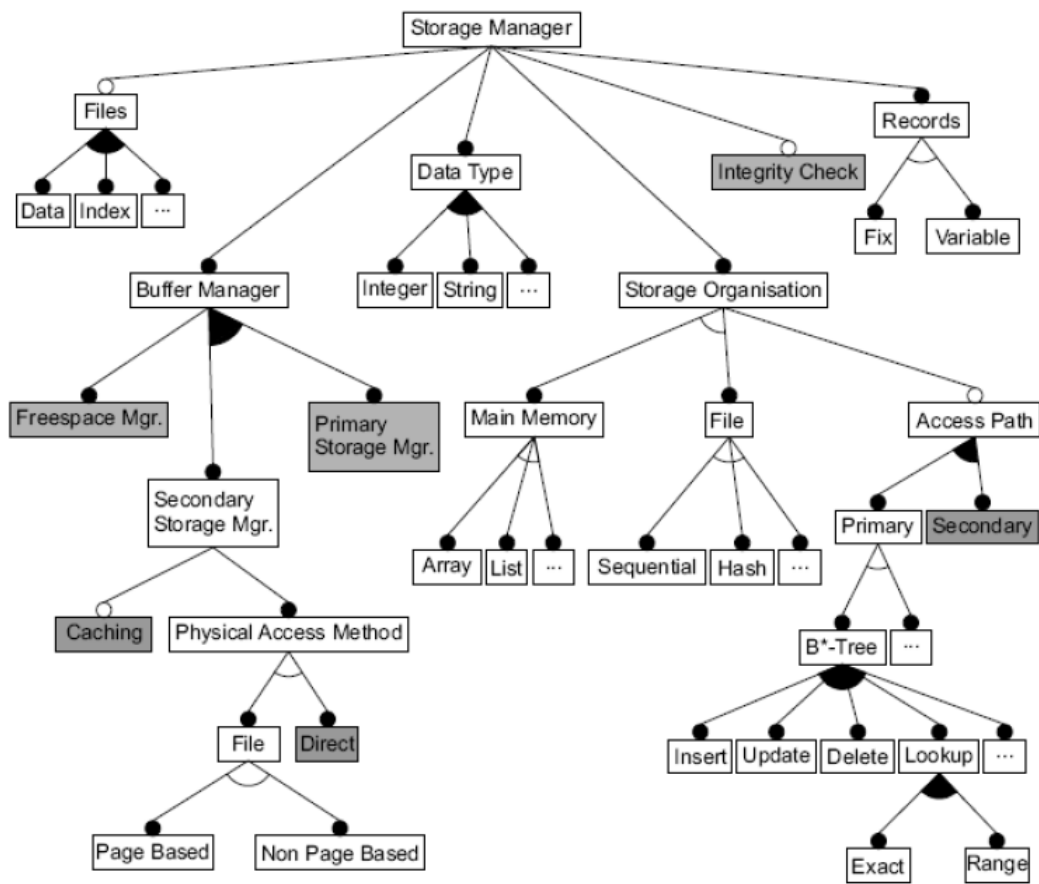 Storage Manager
Files
Records
Data Type
Integrity Check
Data
Index
...
Fix
Variable
Buffer Manager
Integer
String
...
Storage Organisation
Freespace Mgr.
Primary
Storage Mgr.
Main Memory
File
Access Path
Secondary
Storage Mgr.
Primary
Secondary
Array
List
...
Sequential
Hash
...
Caching
Physical Access Method
B*-Tree
...
File
Direct
Insert
Update
Delete
Lookup
...
Page Based
Non Page Based
Exact
Range